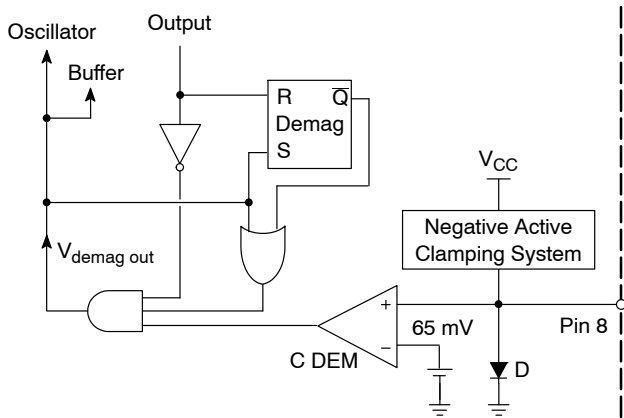 Oscillator
Output
Buffer
R
Q̅
Demag
S
VCC
Negative Active
Clamping System
Vdemag out
+
65 mV
Pin 8
−
C DEM
D